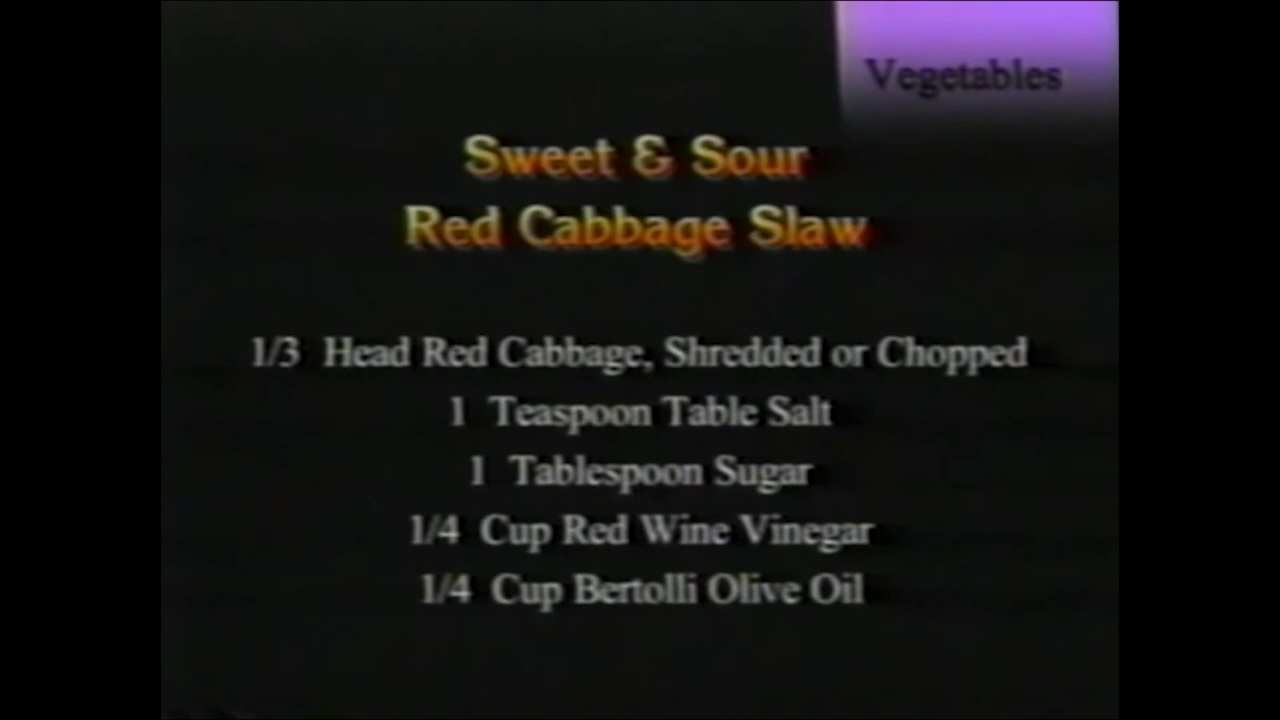 Vegetables
Sweet & Sour
Red Cabbage Slaw
1/3 Head Red Cabbage, Shredded or Chopped
1 Teaspoon Table Salt
1 Tablespoon Sugar
1/4 Cup Red Wine Vinegar
1/4 Cup Bertolli Olive Oil